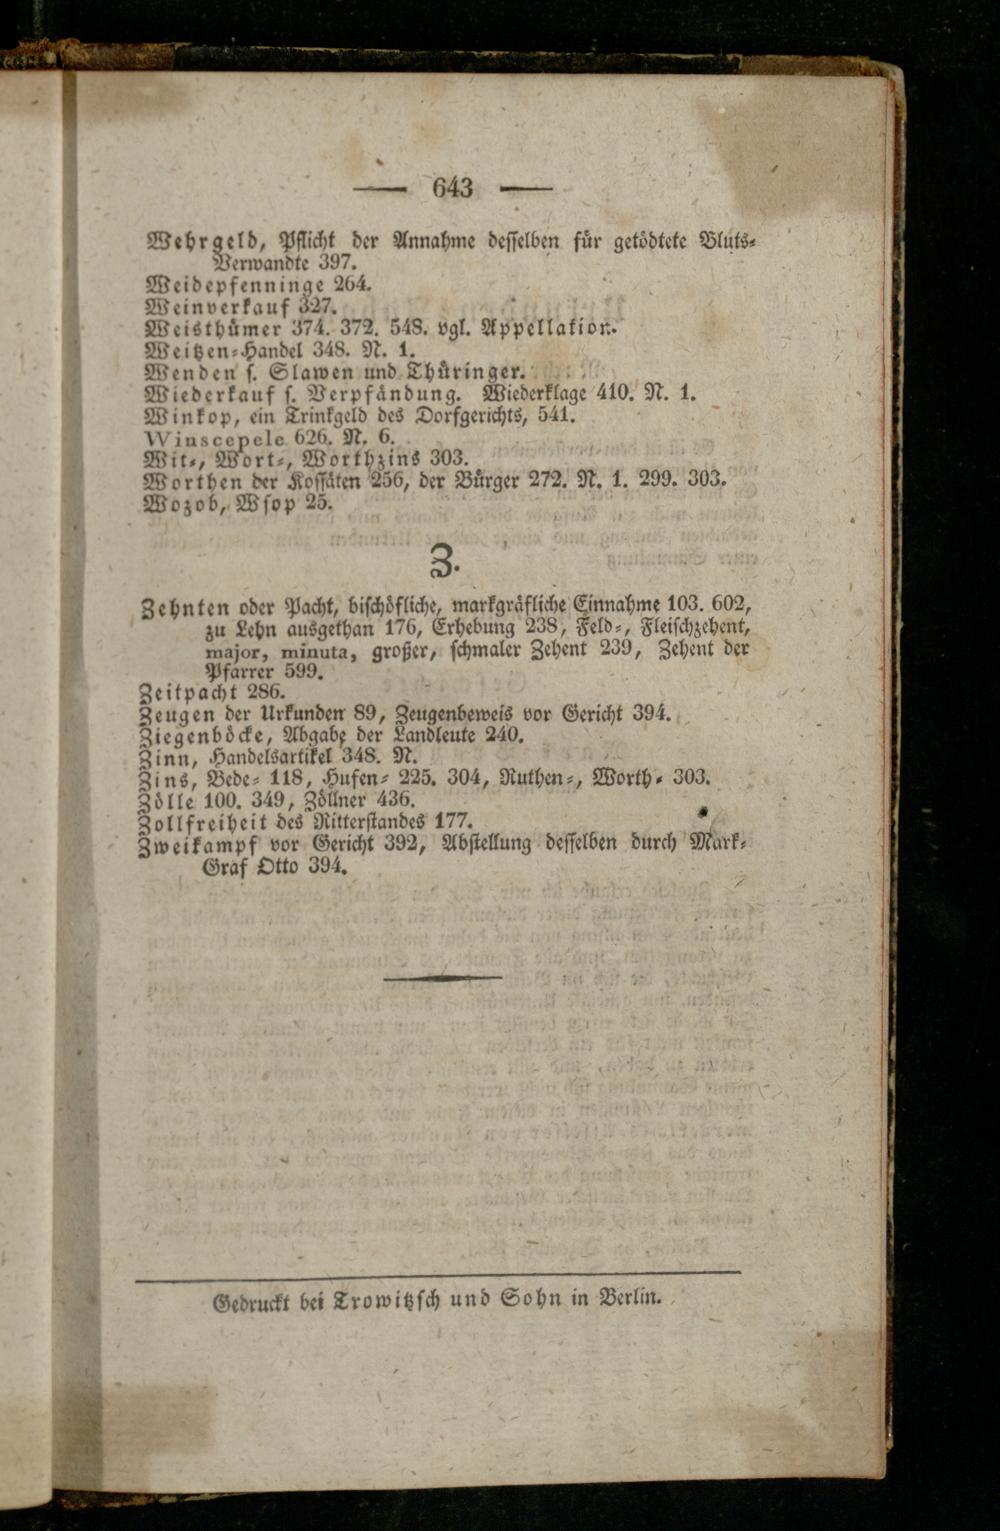 — 643 —
Wehrgeld, Pflicht der Annahme desselben für getödtete Bluts-
Verwandte 397.
Weidepfenninge 264.
Weinverkauf 327.
Weisthümer 374. 372. 548. vgl. Appellation.
Weitzen-Handel 348. N. 1.
Wenden s. Slawen und Thüringer.
Wiederkauf s. Verpfändung. Wiederklage 410. N. 1.
Winkop, ein Trinkgeld des Dorfgerichts, 541.
Winscepele 626. N. 6.
Wit-, Wort-, Worthzins 303.
Worthen der Kossäten 256, der Bürger 272. N. 1. 299. 303.
Wozob, Wsop 25.
Z.
Zehnten oder Pacht, bischöfliche, markgräfliche Einnahme 103. 602,
zu Lehn ausgethan 176, Erhebung 238, Feld-, Fleischzehent,
major, minuta, großer, schmaler Zehent 239, Zehent der
Pfarrer 599.
Zeitpacht 286.
Zeugen der Urkunden 89, Zeugenbeweis vor Gericht 394.
Ziegenböcke, Abgabe der Landleute 240.
Zinn, Handelsartikel 348. N.
Zins, Bede- 118, Hufen- 225. 304, Ruthen-, Worth- 303.
Zölle 100. 349, Zöllner 436.
Zollfreiheit des Ritterstandes 177.
Zweikampf vor Gericht 392, Abstellung desselben durch Mark-
Graf Otto 394.
Gedruckt bei Trowitzsch und Sohn in Berlin.